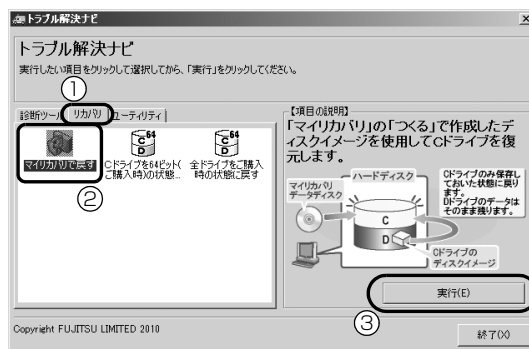 トラブル解決ナビ
トラブル解決ナビ
実行したい項目をクリックして選択してから、「実行」をクリックしてください。
①
診断ツール リカバリ ユーティリティ
マイリカバリで戻す
②
64
C
D
Cドライブを64ビット(
ご購入時)の状態...
64
C
D
全ドライブをご購入
時の状態に戻す
【項目の説明】
「マイリカバリ」の「つくる」で作成したデ
ィスクイメージを使用してCドライブを復
元します。
マイリカバリ
データディスク
ハードディスク
C
D
Cドライブのみ保存し
ておいた状態に戻り
ます。
Dドライブのデータは
そのまま残ります。
Cドライブの
ディスクイメージ
実行(E)
③
Copyright FUJITSU LIMITED 2010
終了(X)